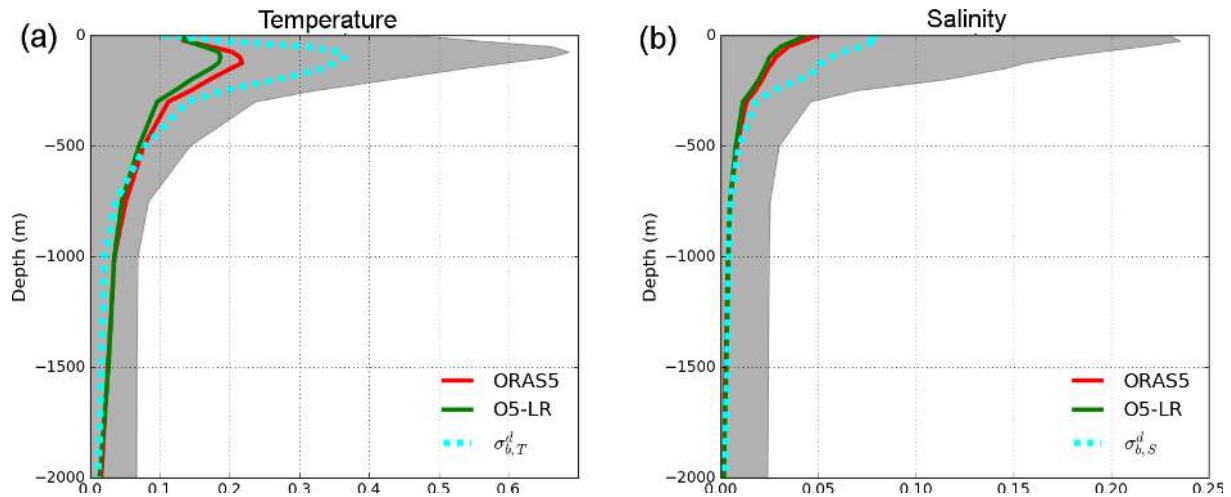 (a)
Temperature
0
−500
−1000
−1500
−2000
Depth (m)
0.0 0.1 0.2 0.3 0.4 0.5 0.6
ORAS5
O5-LR
σ^d_{b,T}
(b)
Salinity
0
−500
−1000
−1500
−2000
Depth (m)
0.00 0.05 0.10 0.15 0.20 0.25
ORAS5
O5-LR
σ^d_{b,S}